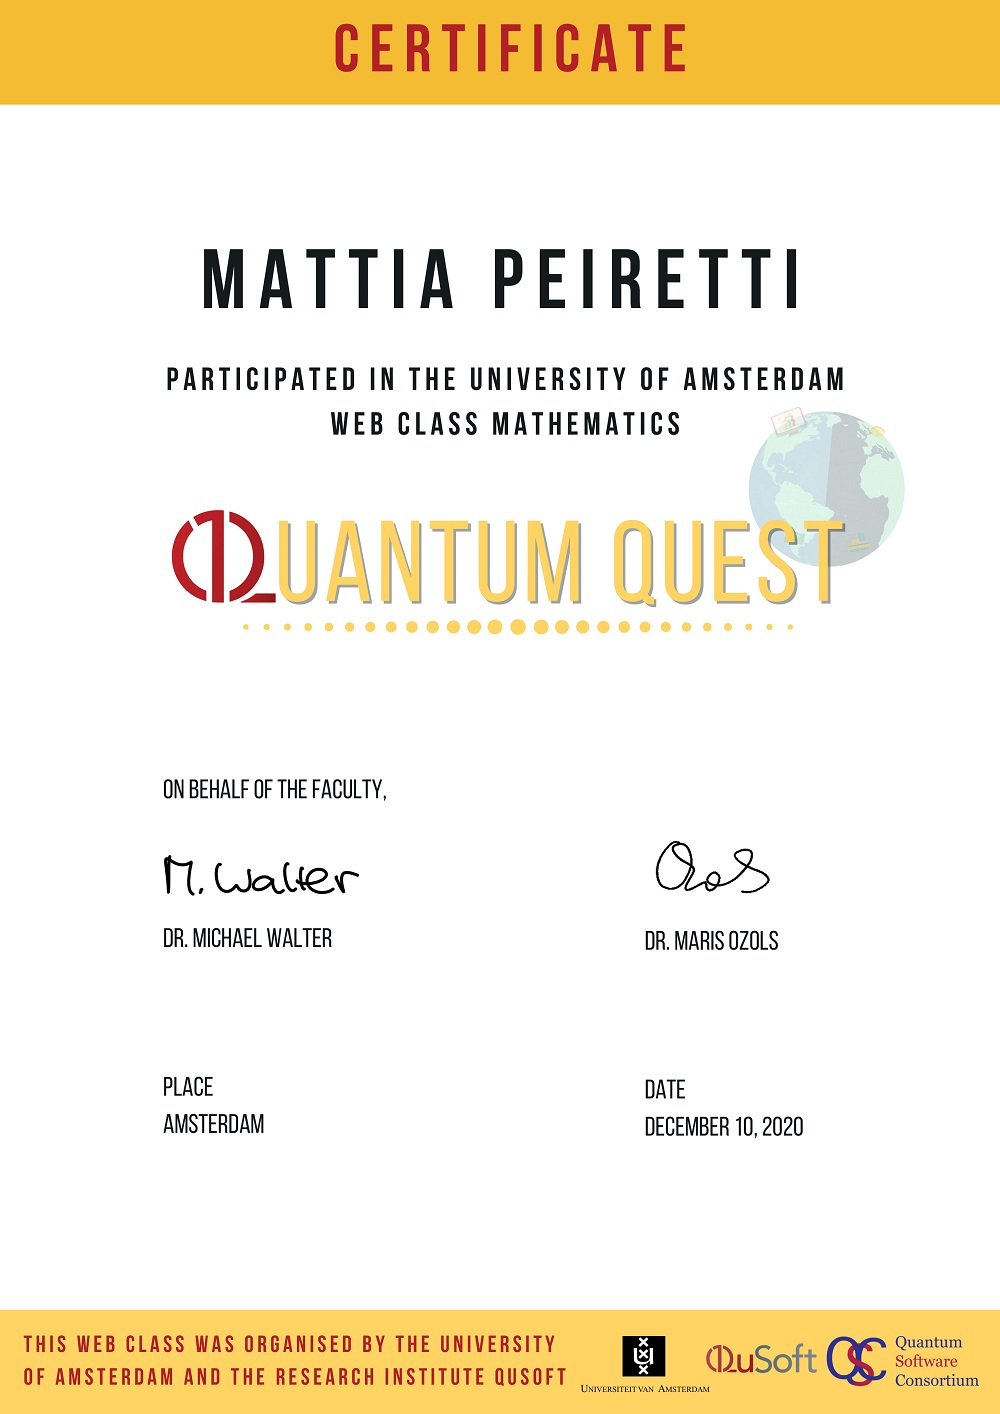 CERTIFICATE
MATTIA PEIRETTI
PARTICIPATED IN THE UNIVERSITY OF AMSTERDAM
WEB CLASS MATHEMATICS
QUANTUM QUEST
ON BEHALF OF THE FACULTY,
M. Walter
Ozols
DR. MICHAEL WALTER
DR. MARIS OZOLS
PLACE
AMSTERDAM
DATE
DECEMBER 10, 2020
THIS WEB CLASS WAS ORGANISED BY THE UNIVERSITY
OF AMSTERDAM AND THE RESEARCH INSTITUTE QUSOFT
UNIVERSITEIT VAN AMSTERDAM
QuSoft
QSC
Quantum
Software
Consortium